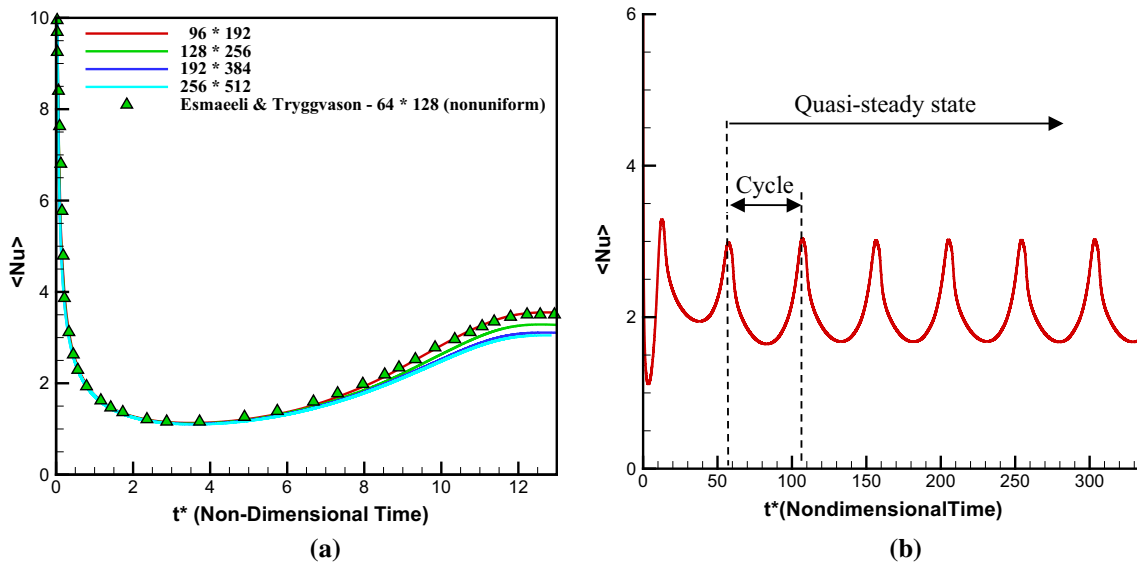 10
8
6
4
2
0
<Nu>
96 * 192
128 * 256
192 * 384
256 * 512
Esmaeeli & Tryggvason - 64 * 128 (nonuniform)
0 2 4 6 8 10 12
t* (Non-Dimensional Time)
(a)
6
4
2
0
<Nu>
Quasi-steady state
Cycle
0 50 100 150 200 250 300
t*(NondimensionalTime)
(b)